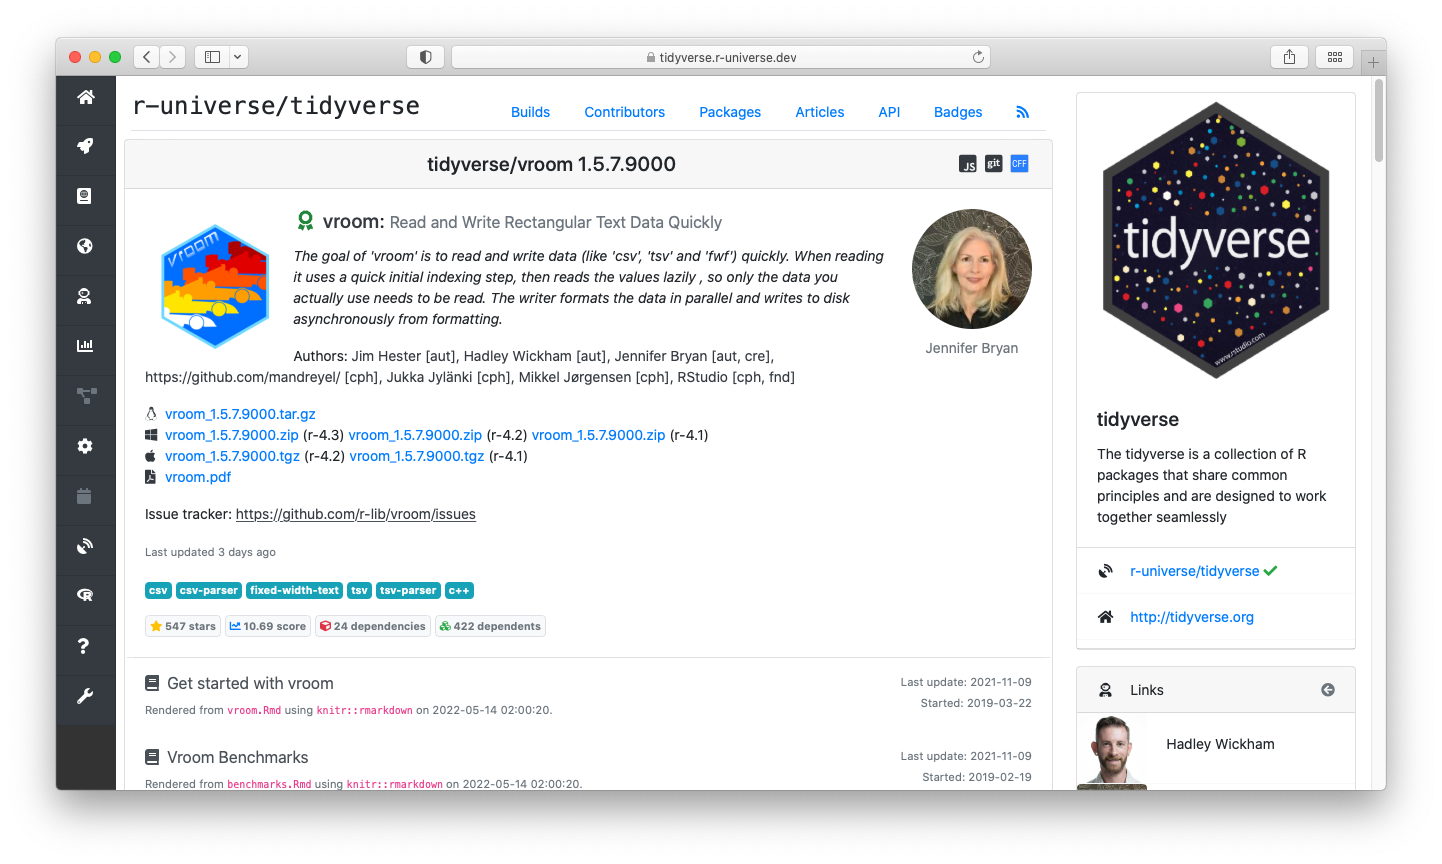 tidyverse.r-universe.dev
r-universe/tidyverse
Builds
Contributors
Packages
Articles
API
Badges
tidyverse/vroom 1.5.7.9000
JS
git
CFF
vroom
vroom: Read and Write Rectangular Text Data Quickly
The goal of 'vroom' is to read and write data (like 'csv', 'tsv' and 'fwf') quickly. When reading
it uses a quick initial indexing step, then reads the values lazily , so only the data you
actually use needs to be read. The writer formats the data in parallel and writes to disk
asynchronously from formatting.
Jennifer Bryan
Authors: Jim Hester [aut], Hadley Wickham [aut], Jennifer Bryan [aut, cre],
https://github.com/mandreyel/ [cph], Jukka Jylänki [cph], Mikkel Jørgensen [cph], RStudio [cph, fnd]
vroom_1.5.7.9000.tar.gz
vroom_1.5.7.9000.zip (r-4.3) vroom_1.5.7.9000.zip (r-4.2) vroom_1.5.7.9000.zip (r-4.1)
vroom_1.5.7.9000.tgz (r-4.2) vroom_1.5.7.9000.tgz (r-4.1)
vroom.pdf
Issue tracker: https://github.com/r-lib/vroom/issues
Last updated 3 days ago
csv csv-parser fixed-width-text tsv tsv-parser c++
547 stars 10.69 score 24 dependencies 422 dependents
Get started with vroom
Last update: 2021-11-09
Rendered from vroom.Rmd using knitr::rmarkdown on 2022-05-14 02:00:20.
Started: 2019-03-22
Vroom Benchmarks
Last update: 2021-11-09
Rendered from benchmarks.Rmd using knitr::rmarkdown on 2022-05-14 02:00:20.
Started: 2019-02-19
tidyverse
www.rstudio.com
tidyverse
The tidyverse is a collection of R
packages that share common
principles and are designed to work
together seamlessly
r-universe/tidyverse
http://tidyverse.org
Links
Hadley Wickham